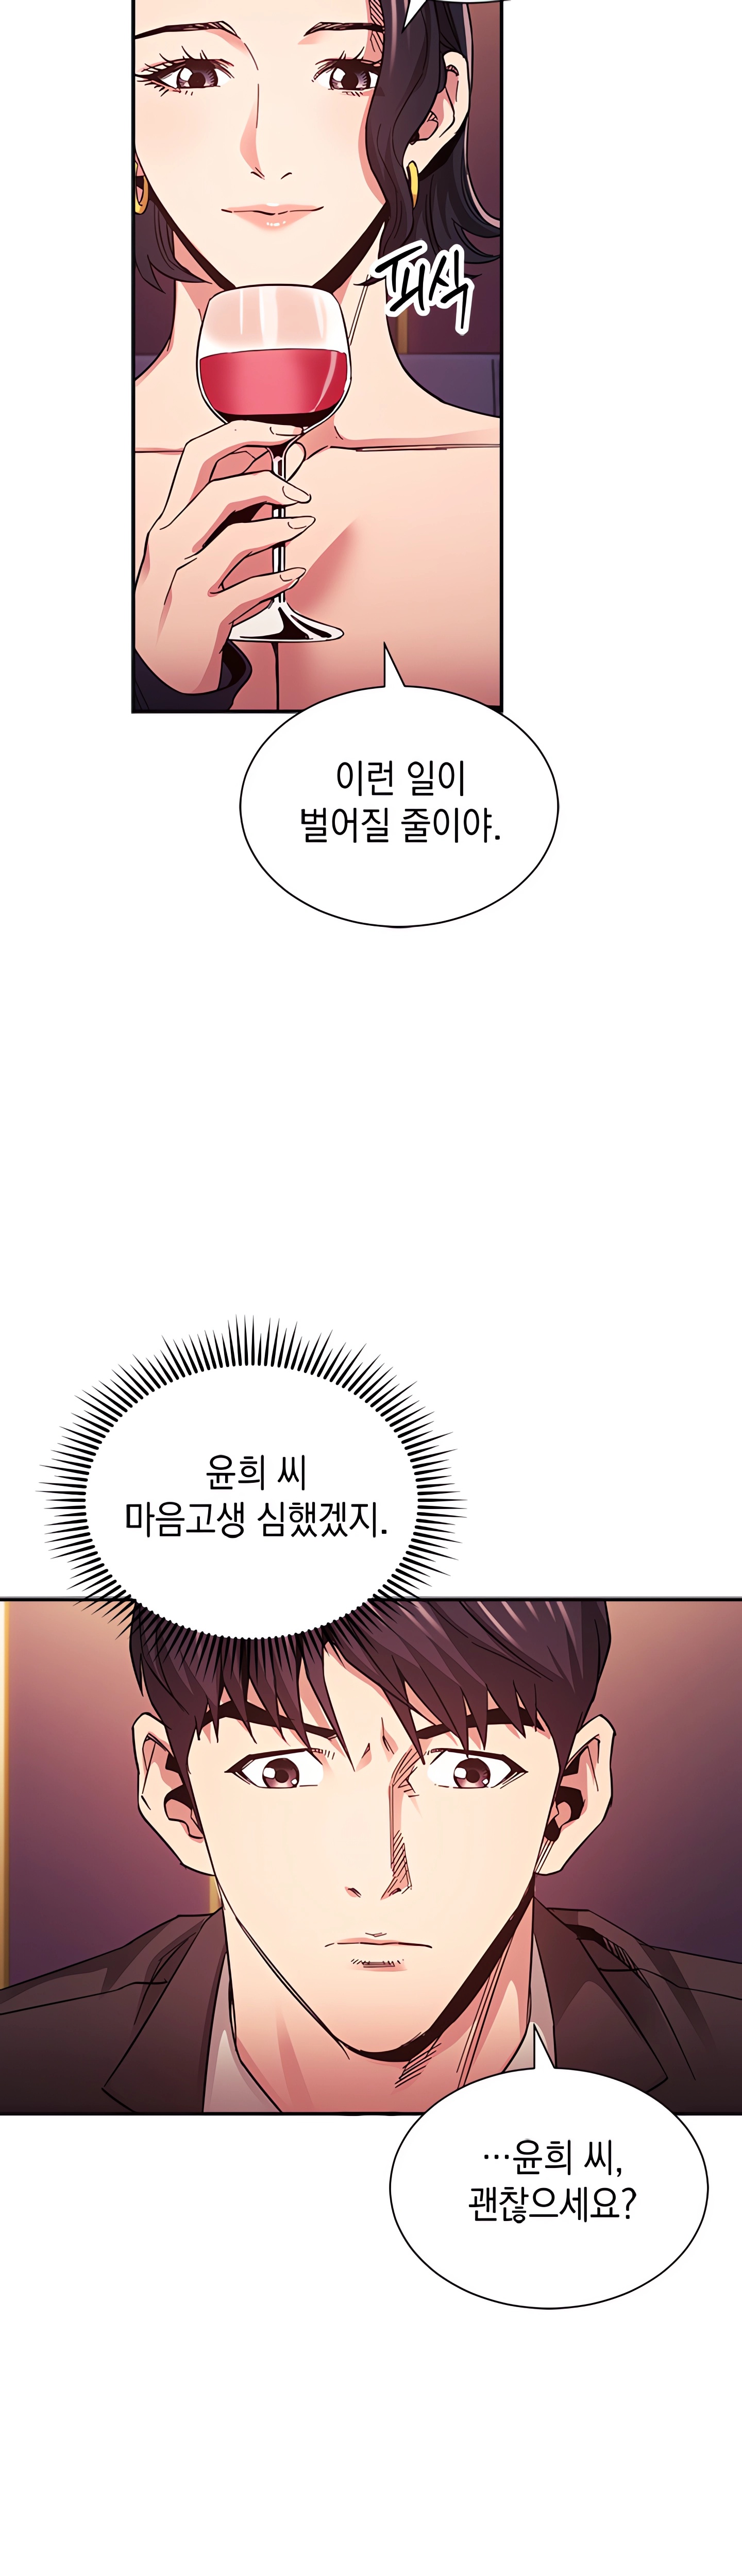 피식
이런 일이
벌어질 줄이야.
윤희 씨
마음고생 심했겠지.
…윤희 씨,
괜찮으세요?